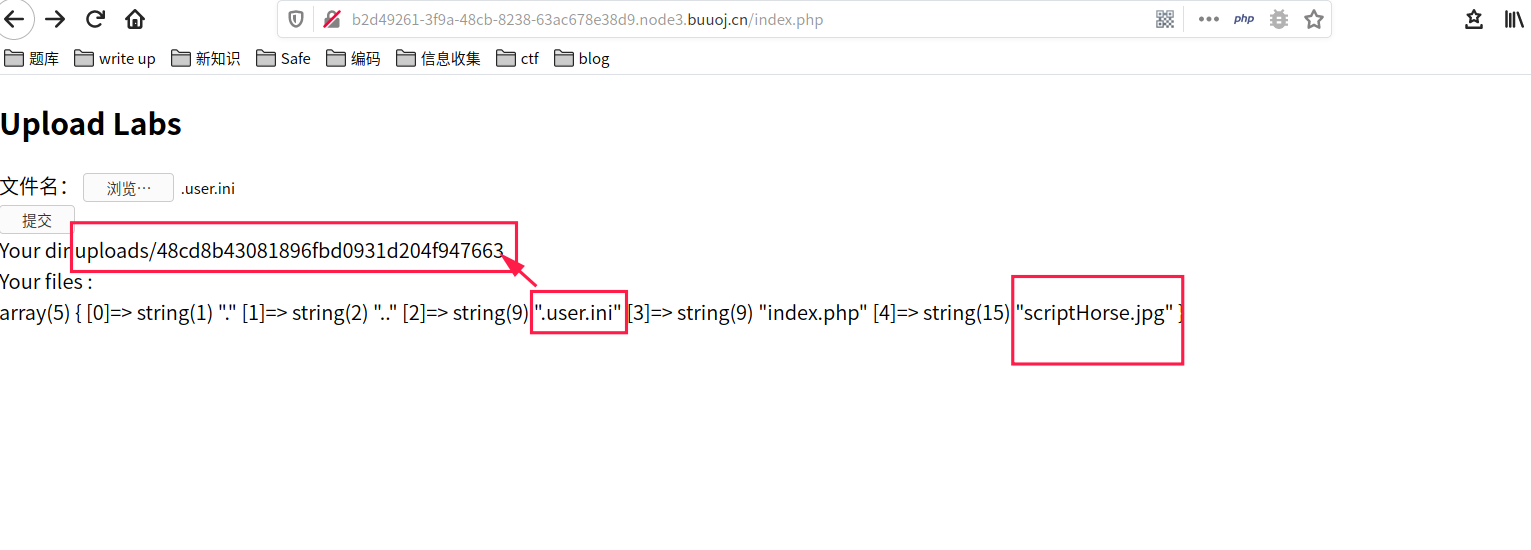 b2d49261-3f9a-48cb-8238-63ac678e38d9.node3.buuoj.cn/index.php
php
题库 write up 新知识 Safe 编码 信息收集 ctf blog
Upload Labs
文件名： 浏览… .user.ini
提交
Your dir uploads/48cd8b43081896fbd0931d204f947663
Your files :
array(5) { [0]=> string(1) "." [1]=> string(2) ".." [2]=> string(9) ".user.ini" [3]=> string(9) "index.php" [4]=> string(15) "scriptHorse.jpg" }